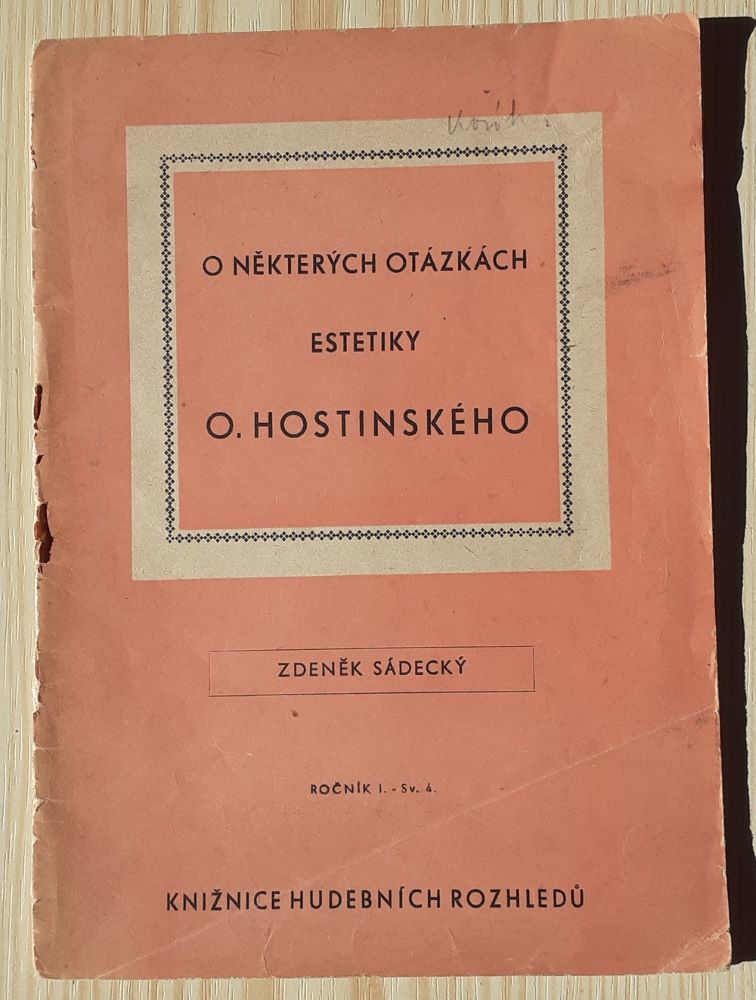 O NĚKTERÝCH OTÁZKÁCH
ESTETIKY
O. HOSTINSKÉHO
ZDENĚK SÁDECKÝ
ROČNÍK I. - Sv. 4.
KNIŽNICE HUDEBNÍCH ROZHLEDŮ